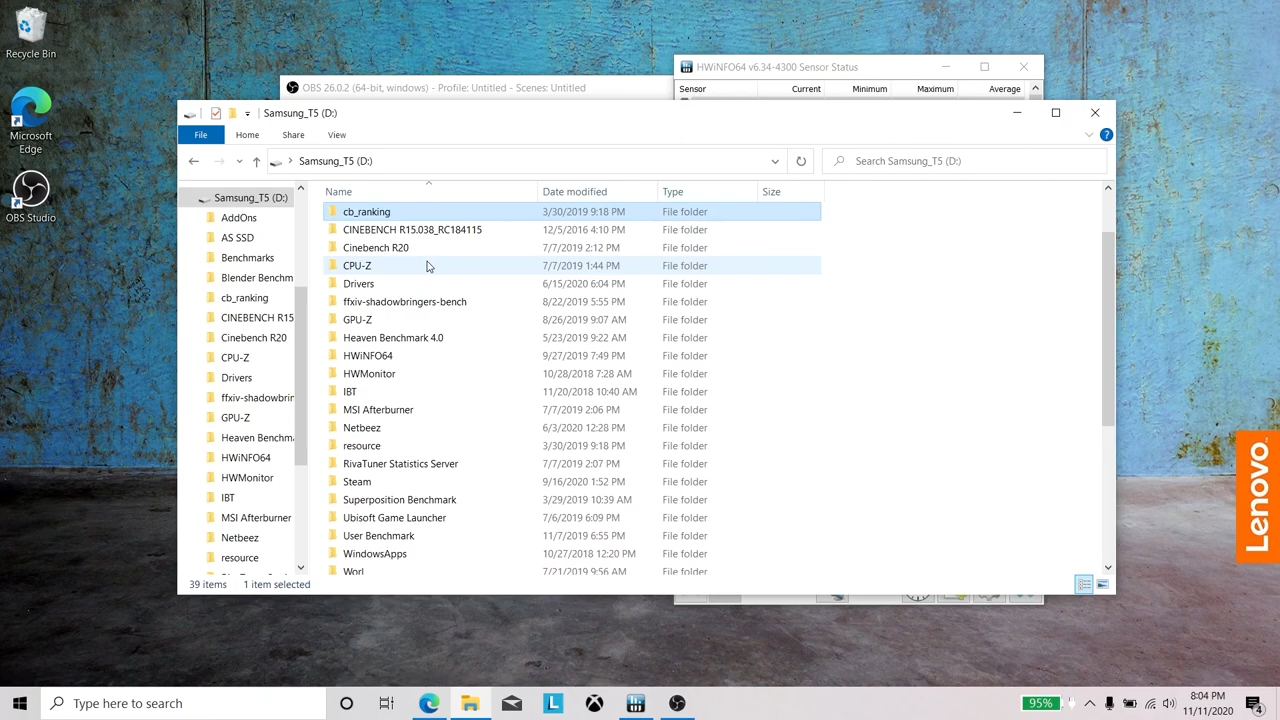 Recycle Bin
Microsoft
Edge
OBS Studio
OBS 26.0.2 (64-bit, windows) - Profile: Untitled - Scenes: Untitled
HWiNFO64 v6.34-4300 Sensor Status
Sensor Current Minimum Maximum Average
Samsung_T5 (D:)
File Home Share View
Samsung_T5 (D:)
Search Samsung_T5 (D:)
Samsung_T5 (D:)
AddOns
AS SSD
Benchmarks
Blender Benchm
cb_ranking
CINEBENCH R15
Cinebench R20
CPU-Z
Drivers
ffxiv-shadowbrin
GPU-Z
Heaven Benchma
HWiNFO64
HWMonitor
IBT
MSI Afterburner
Netbeez
resource
Name Date modified Type Size
cb_ranking 3/30/2019 9:18 PM File folder
CINEBENCH R15.038_RC184115 12/5/2016 4:10 PM File folder
Cinebench R20 7/7/2019 2:12 PM File folder
CPU-Z 7/7/2019 1:44 PM File folder
Drivers 6/15/2020 6:04 PM File folder
ffxiv-shadowbringers-bench 8/22/2019 5:55 PM File folder
GPU-Z 8/26/2019 9:07 AM File folder
Heaven Benchmark 4.0 5/23/2019 9:22 AM File folder
HWiNFO64 9/27/2019 7:49 PM File folder
HWMonitor 10/28/2018 7:28 AM File folder
IBT 11/20/2018 10:40 AM File folder
MSI Afterburner 7/7/2019 2:06 PM File folder
Netbeez 6/3/2020 12:28 PM File folder
resource 3/30/2019 9:18 PM File folder
RivaTuner Statistics Server 7/7/2019 2:07 PM File folder
Steam 9/16/2020 1:52 PM File folder
Superposition Benchmark 3/29/2019 10:39 AM File folder
Ubisoft Game Launcher 7/6/2019 6:09 PM File folder
User Benchmark 11/7/2019 6:55 PM File folder
WindowsApps 10/27/2018 12:20 PM File folder
Worl 7/21/2019 9:56 AM File folder
39 items 1 item selected
Lenovo
Type here to search
L
95%
8:04 PM
11/11/2020
4